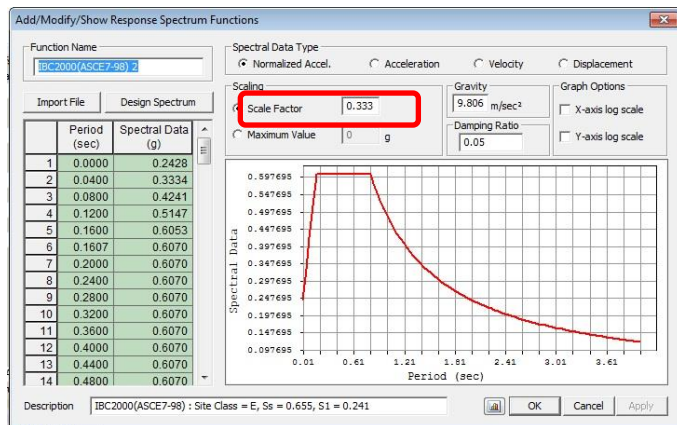 Add/Modify/Show Response Spectrum Functions
Function Name
IBC2000(ASCE7-98) 2
Import File
Design Spectrum
Spectral Data Type
Normalized Accel.
Acceleration
Velocity
Displacement
Scaling
Scale Factor
0.333
Maximum Value
0
g
Gravity
9.806 m/sec²
Damping Ratio
0.05
Graph Options
X-axis log scale
Y-axis log scale
Period (sec) Spectral Data (g)
1 0.0000 0.2428
2 0.0400 0.3334
3 0.0800 0.4241
4 0.1200 0.5147
5 0.1600 0.6053
6 0.1607 0.6070
7 0.2000 0.6070
8 0.2400 0.6070
9 0.2800 0.6070
10 0.3200 0.6070
11 0.3600 0.6070
12 0.4000 0.6070
13 0.4400 0.6070
14 0.4800 0.6070
Spectral Data
0.597695
0.547695
0.497695
0.447695
0.397695
0.347695
0.297695
0.247695
0.197695
0.147695
0.097695
0.01 0.61 1.21 1.81 2.41 3.01 3.61
Period (sec)
Description IBC2000(ASCE7-98) : Site Class = E, Ss = 0.655, S1 = 0.241
OK
Cancel
Apply